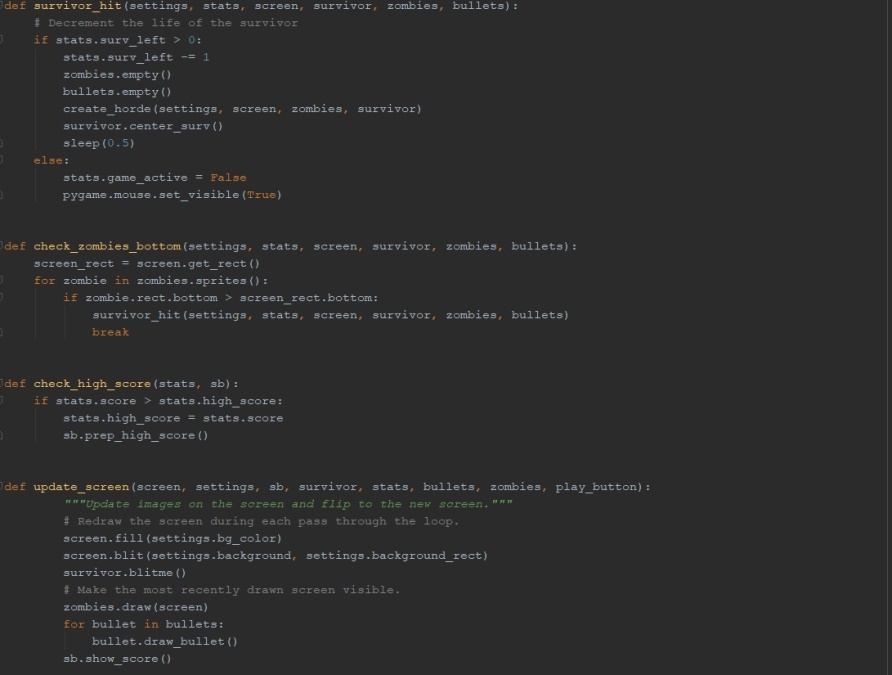 def survivor_hit(settings, stats, screen, survivor, zombies, bullets):
    # Decrement the life of the survivor
    if stats.surv_left > 0:
        stats.surv_left -= 1
        zombies.empty()
        bullets.empty()
        create_horde(settings, screen, zombies, survivor)
        survivor.center_surv()
        sleep(0.5)
    else:
        stats.game_active = False
        pygame.mouse.set_visible(True)
def check_zombies_bottom(settings, stats, screen, survivor, zombies, bullets):
    screen_rect = screen.get_rect()
    for zombie in zombies.sprites():
        if zombie.rect.bottom > screen_rect.bottom:
            survivor_hit(settings, stats, screen, survivor, zombies, bullets)
            break
def check_high_score(stats, sb):
    if stats.score > stats.high_score:
        stats.high_score = stats.score
        sb.prep_high_score()
def update_screen(screen, settings, sb, survivor, stats, bullets, zombies, play_button):
        """Update images on the screen and flip to the new screen."""
        # Redraw the screen during each pass through the loop.
        screen.fill(settings.bg_color)
        screen.blit(settings.background, settings.background_rect)
        survivor.blitme()
        # Make the most recently drawn screen visible.
        zombies.draw(screen)
        for bullet in bullets:
            bullet.draw_bullet()
        sb.show_score()